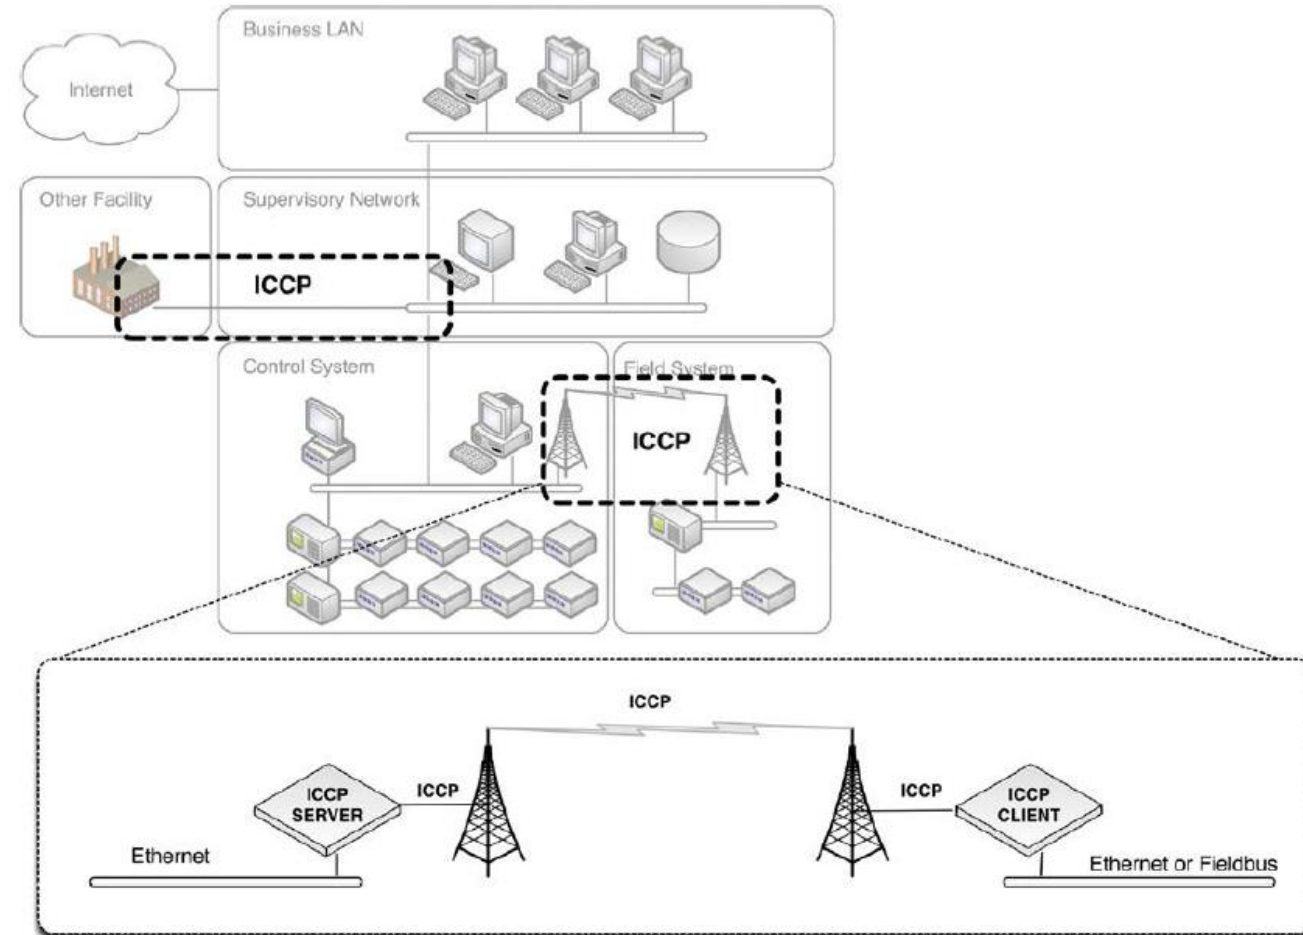 Business LAN
Internet
Other Facility
Supervisory Network
ICCP
Control System
Field System
ICCP
ICCP
ICCP
SERVER
ICCP
ICCP
ICCP
CLIENT
Ethernet
Ethernet or Fieldbus